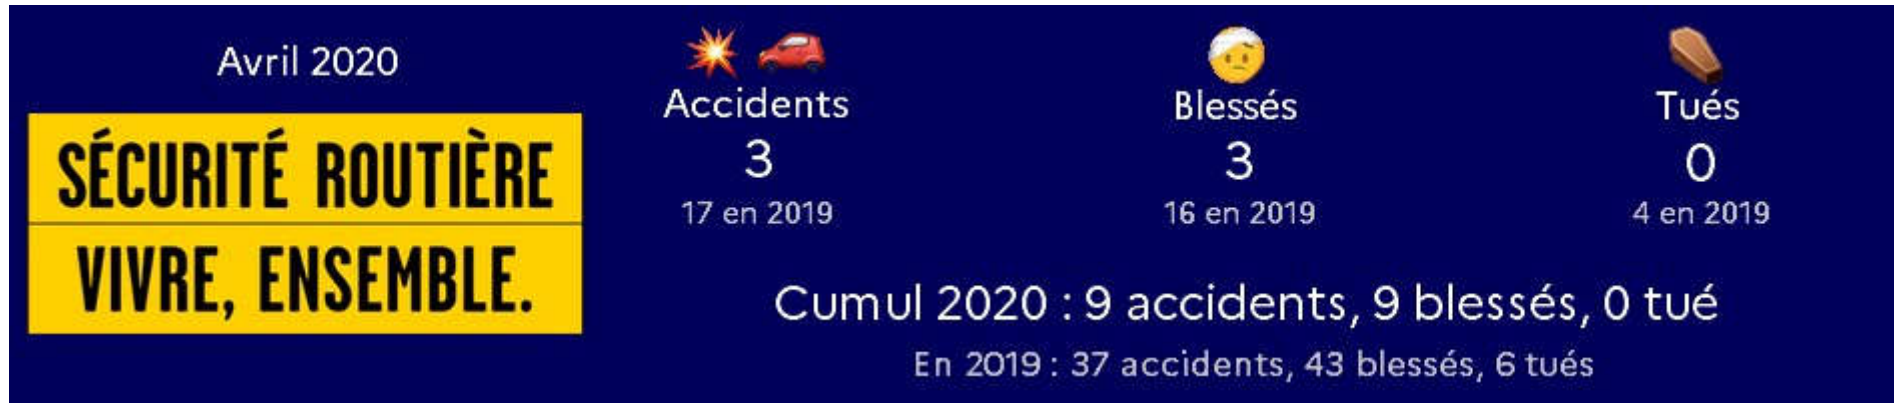 Avril 2020
SÉCURITÉ ROUTIÈRE
VIVRE, ENSEMBLE.
Accidents
3
17 en 2019
Blessés
3
16 en 2019
Tués
0
4 en 2019
Cumul 2020 : 9 accidents, 9 blessés, 0 tué
En 2019 : 37 accidents, 43 blessés, 6 tués